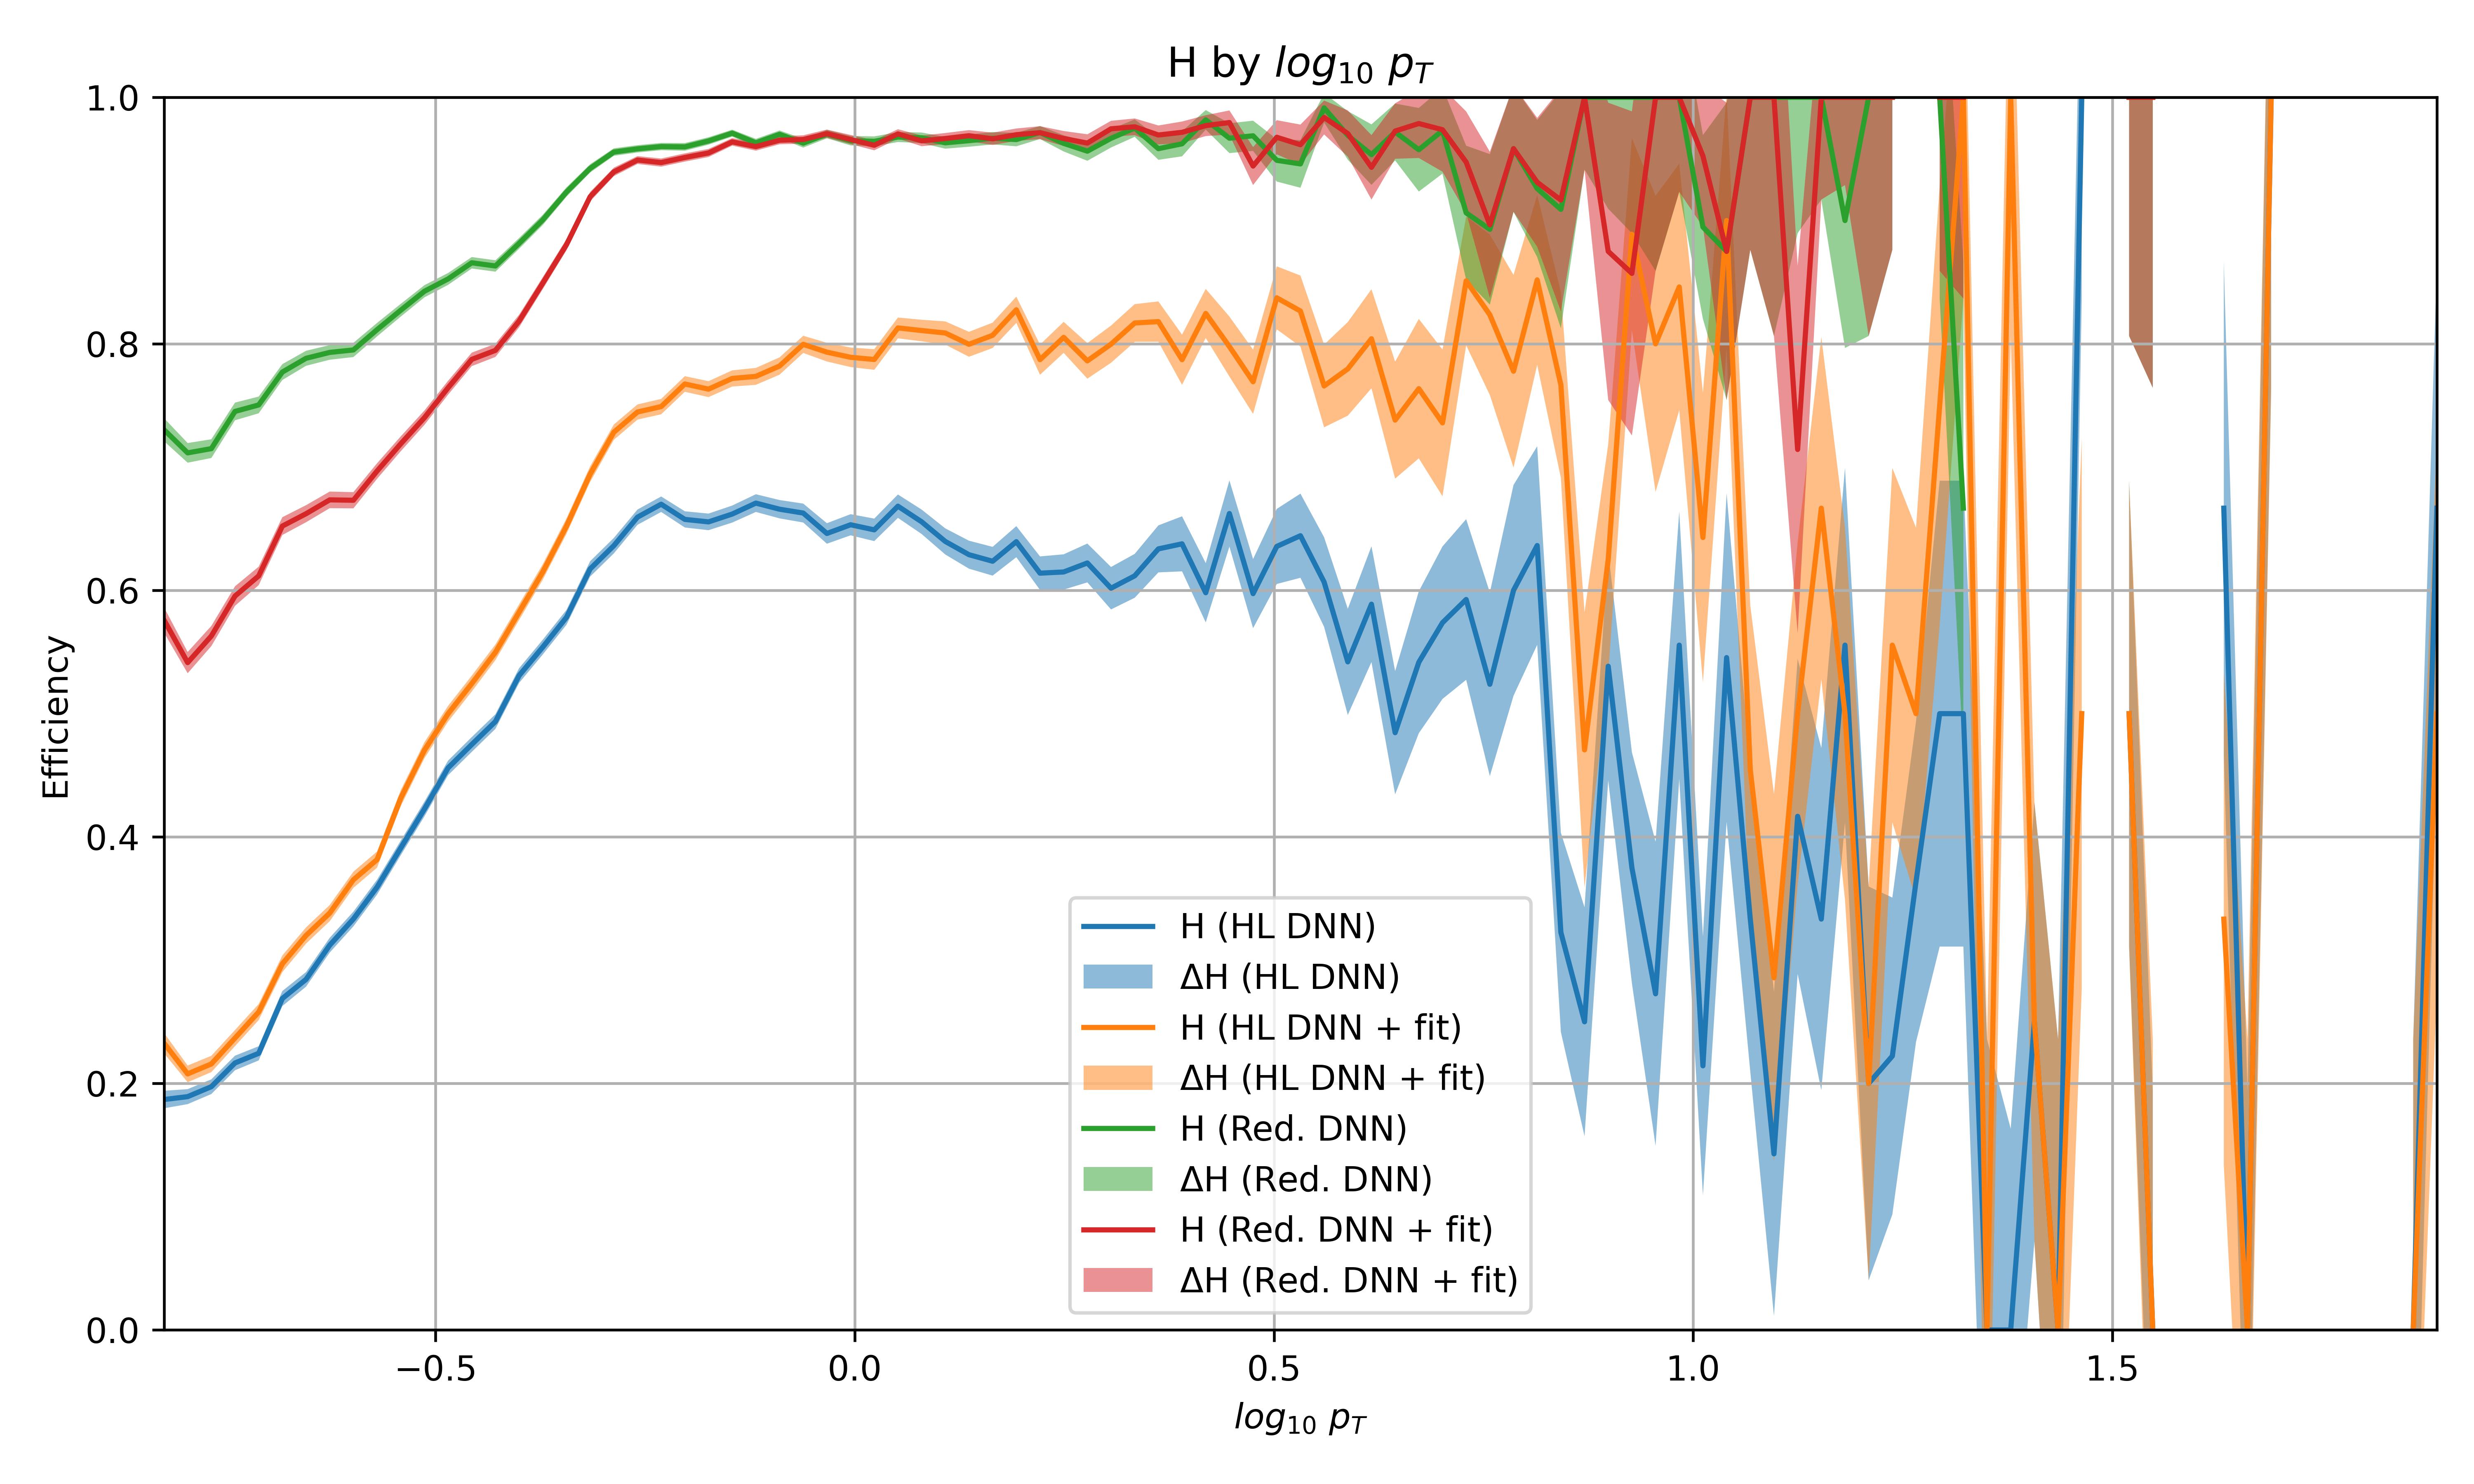 H by log₁₀ p_T
Efficiency
1.0
0.8
0.6
0.4
0.2
0.0
−0.5
0.0
0.5
1.0
1.5
log₁₀ p_T
H (HL DNN)
ΔH (HL DNN)
H (HL DNN + fit)
ΔH (HL DNN + fit)
H (Red. DNN)
ΔH (Red. DNN)
H (Red. DNN + fit)
ΔH (Red. DNN + fit)